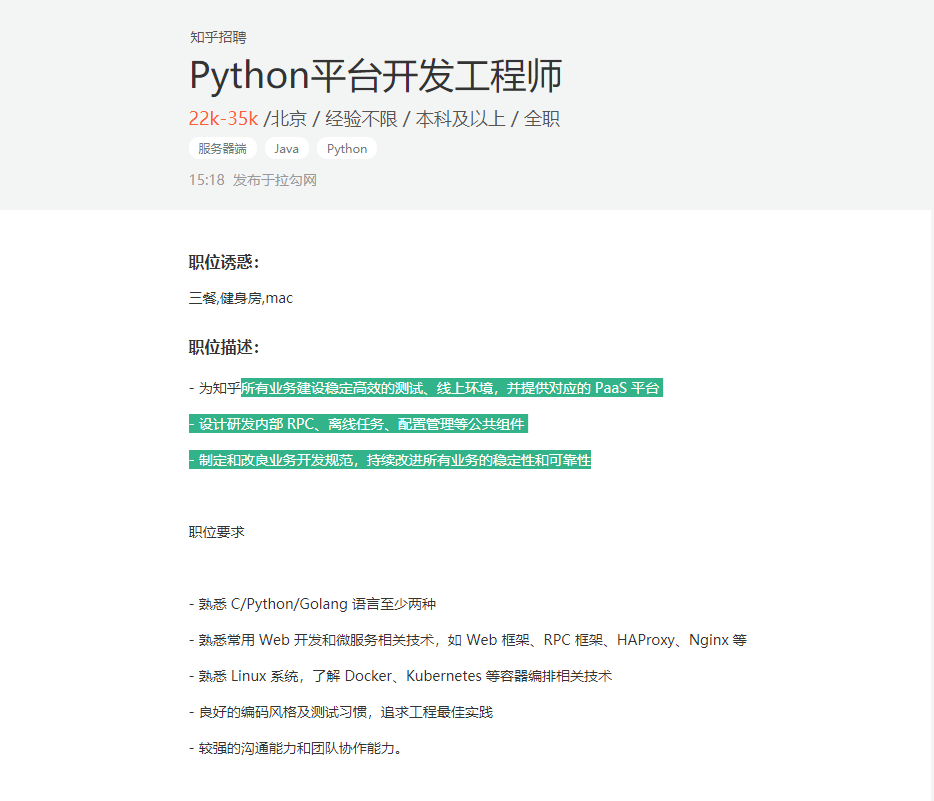 知乎招聘
Python平台开发工程师
22k-35k /北京 / 经验不限 / 本科及以上 / 全职
服务器端 Java Python
15:18 发布于拉勾网
职位诱惑：
三餐,健身房,mac
职位描述：
- 为知乎所有业务建设稳定高效的测试、线上环境，并提供对应的 PaaS 平台
- 设计研发内部 RPC、离线任务、配置管理等公共组件
- 制定和改良业务开发规范，持续改进所有业务的稳定性和可靠性
职位要求
- 熟悉 C/Python/Golang 语言至少两种
- 熟悉常用 Web 开发和微服务相关技术，如 Web 框架、RPC 框架、HAProxy、Nginx 等
- 熟悉 Linux 系统，了解 Docker、Kubernetes 等容器编排相关技术
- 良好的编码风格及测试习惯，追求工程最佳实践
- 较强的沟通能力和团队协作能力。